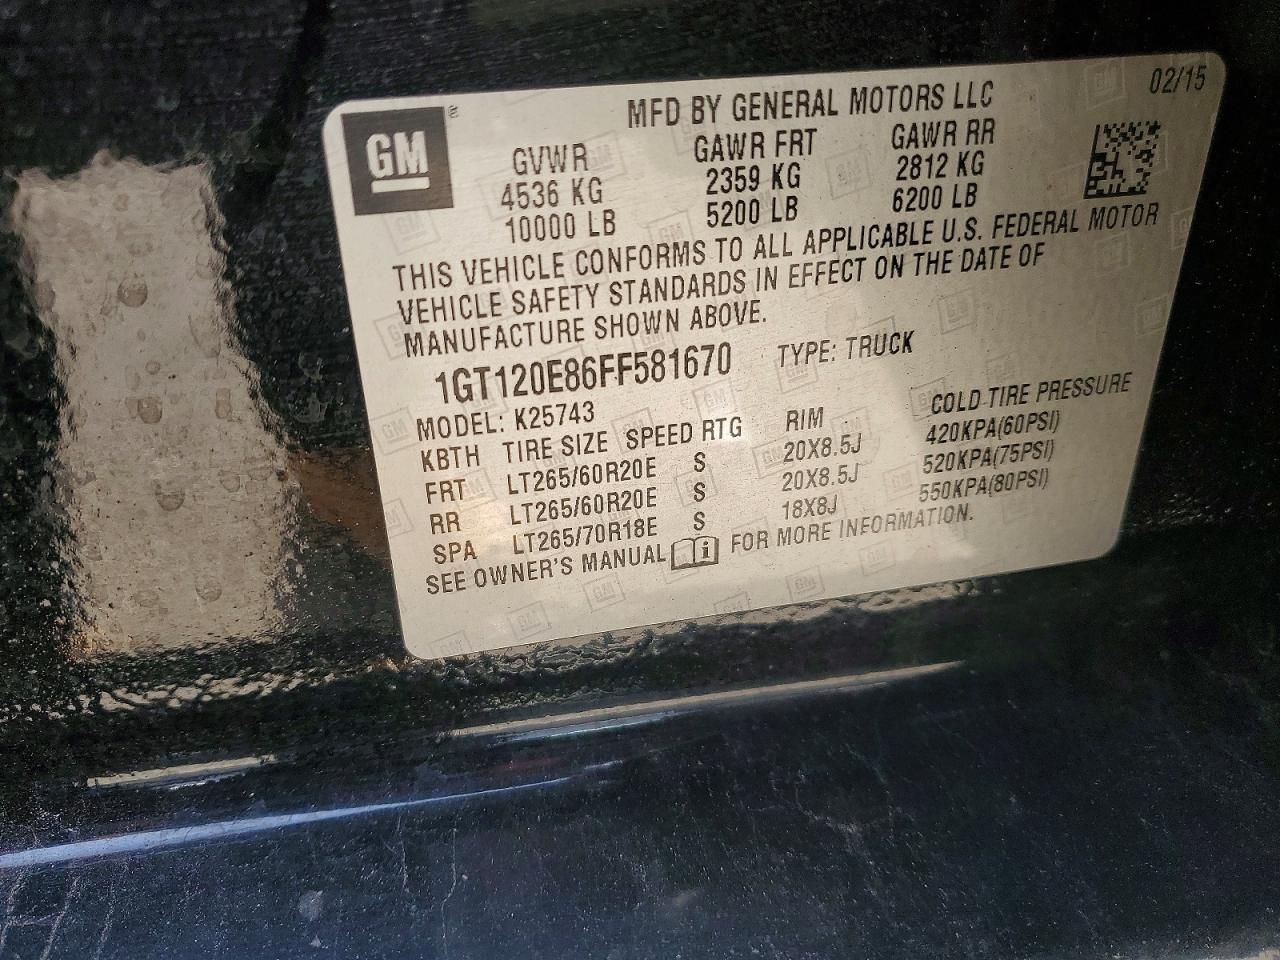 MFD BY GENERAL MOTORS LLC
02/15
GM
GVWR GAWR FRT GAWR RR
4536 KG 2359 KG 2812 KG
10000 LB 5200 LB 6200 LB
THIS VEHICLE CONFORMS TO ALL APPLICABLE U.S. FEDERAL MOTOR
VEHICLE SAFETY STANDARDS IN EFFECT ON THE DATE OF
MANUFACTURE SHOWN ABOVE.
1GT120E86FF581670 TYPE: TRUCK
MODEL: K25743
KBTH TIRE SIZE SPEED RTG RIM COLD TIRE PRESSURE
FRT LT265/60R20E S 20X8.5J 420KPA(60PSI)
RR LT265/60R20E S 20X8.5J 520KPA(75PSI)
SPA LT265/70R18E S 18X8J 550KPA(80PSI)
SEE OWNER'S MANUAL FOR MORE INFORMATION.